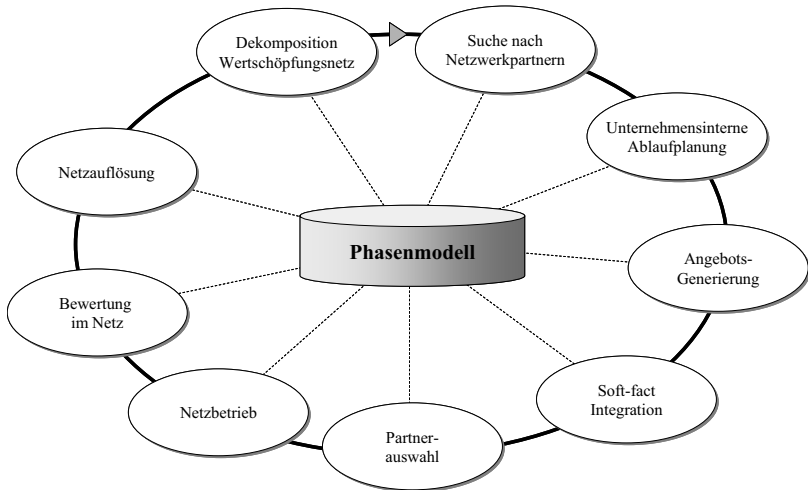 Dekomposition
Wertschöpfungsnetz
Suche nach
Netzwerkpartnern
Unternehmensinterne
Ablaufplanung
Angebots-
Generierung
Soft-fact
Integration
Partner-
auswahl
Netzbetrieb
Bewertung
im Netz
Netzauflösung
Phasenmodell